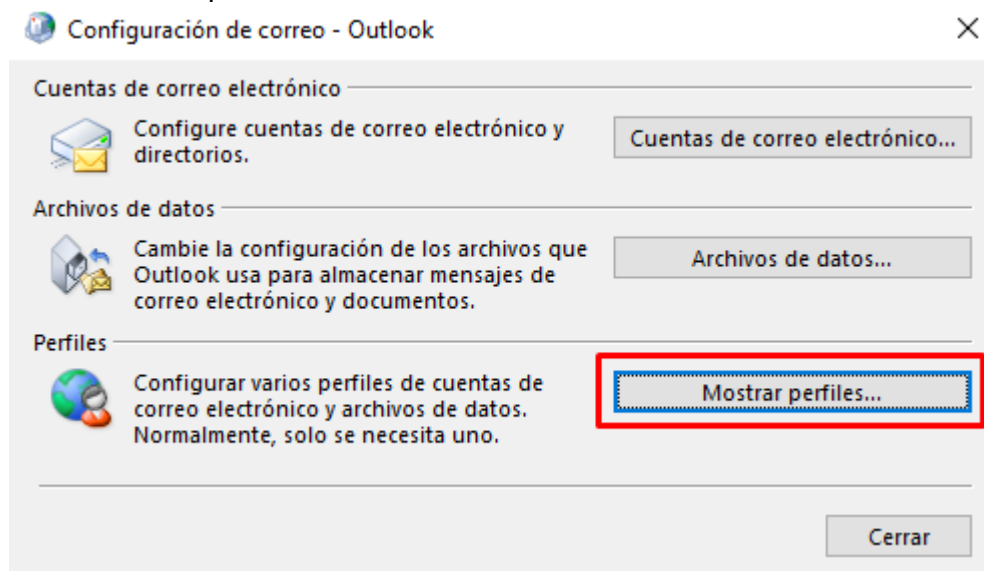 Configuración de correo - Outlook
Cuentas de correo electrónico
Configure cuentas de correo electrónico y
directorios.
Cuentas de correo electrónico...
Archivos de datos
Cambie la configuración de los archivos que
Outlook usa para almacenar mensajes de
correo electrónico y documentos.
Archivos de datos...
Perfiles
Configurar varios perfiles de cuentas de
correo electrónico y archivos de datos.
Normalmente, solo se necesita uno.
Mostrar perfiles...
Cerrar